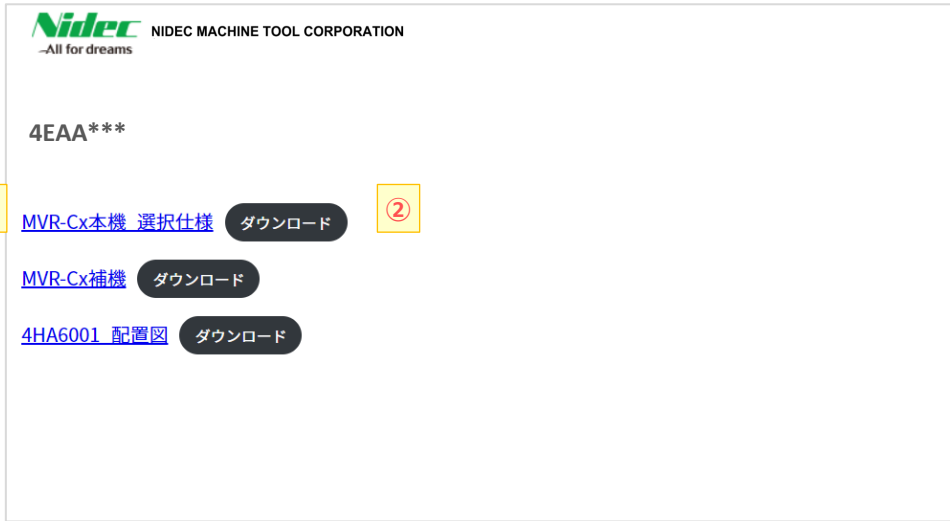 Nidec NIDEC MACHINE TOOL CORPORATION
-All for dreams
4EAA***
②
MVR-Cx本機_選択仕様 ダウンロード
MVR-Cx補機 ダウンロード
4HA6001_配置図 ダウンロード